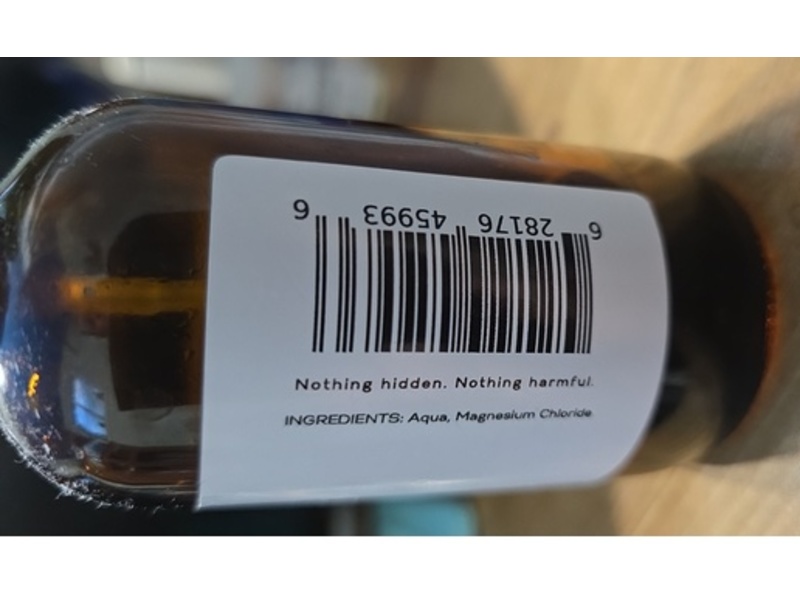 6 28176 45993 6
Nothing hidden. Nothing harmful.
INGREDIENTS: Aqua, Magnesium Chloride.